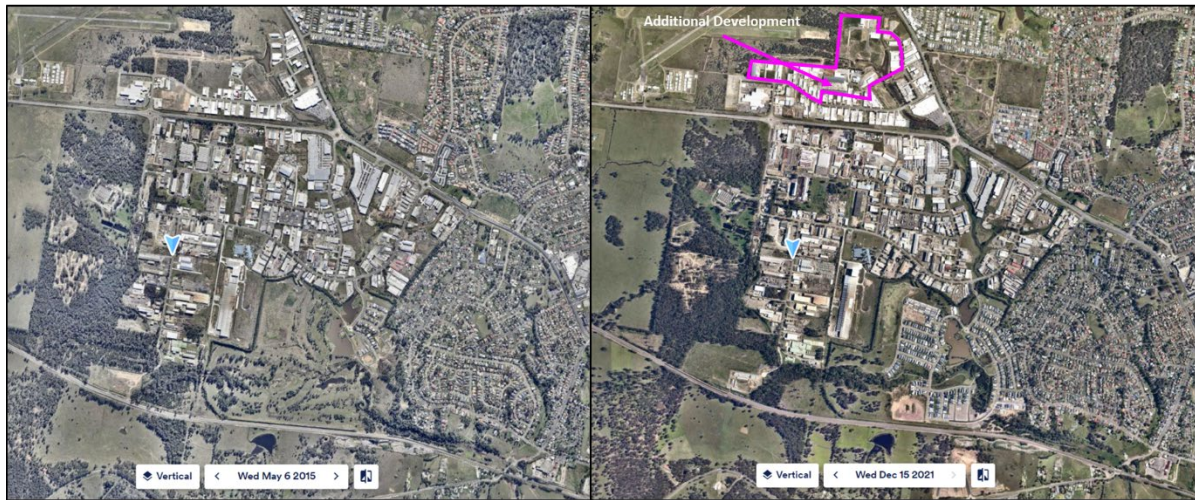 Additional Development
Vertical
Wed May 6 2015
Vertical
Wed Dec 15 2021